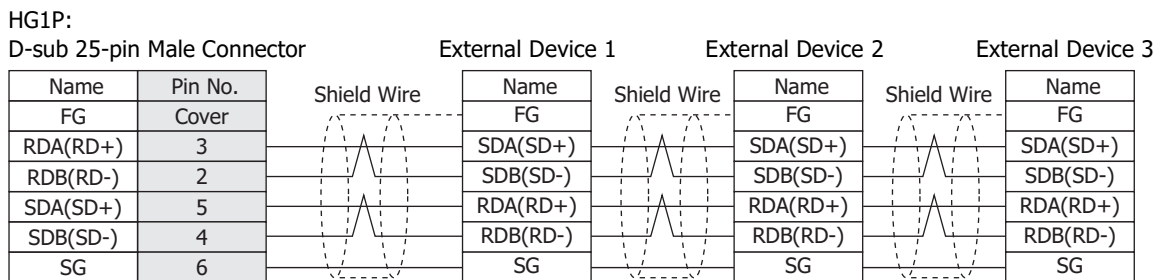 HG1P:
D-sub 25-pin Male Connector External Device 1 External Device 2 External Device 3
Name Pin No. Shield Wire Name Shield Wire Name Shield Wire Name
FG Cover FG FG FG
RDA(RD+) 3 SDA(SD+) SDA(SD+) SDA(SD+)
RDB(RD-) 2 SDB(SD-) SDB(SD-) SDB(SD-)
SDA(SD+) 5 RDA(RD+) RDA(RD+) RDA(RD+)
SDB(SD-) 4 RDB(RD-) RDB(RD-) RDB(RD-)
SG 6 SG SG SG